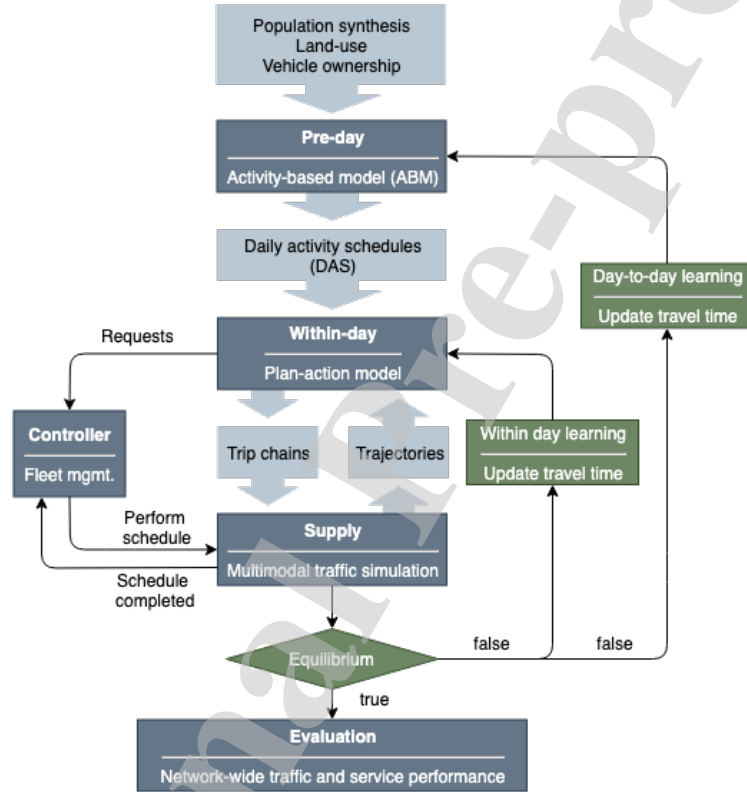 Population synthesis
Land-use
Vehicle ownership
Pre-day
Activity-based model (ABM)
Daily activity schedules
(DAS)
Day-to-day learning
Update travel time
Requests
Within-day
Plan-action model
Controller
Fleet mgmt.
Trip chains
Trajectories
Within day learning
Update travel time
Perform
schedule
Supply
Multimodal traffic simulation
Schedule
completed
Equilibrium
false
false
true
Evaluation
Network-wide traffic and service performance